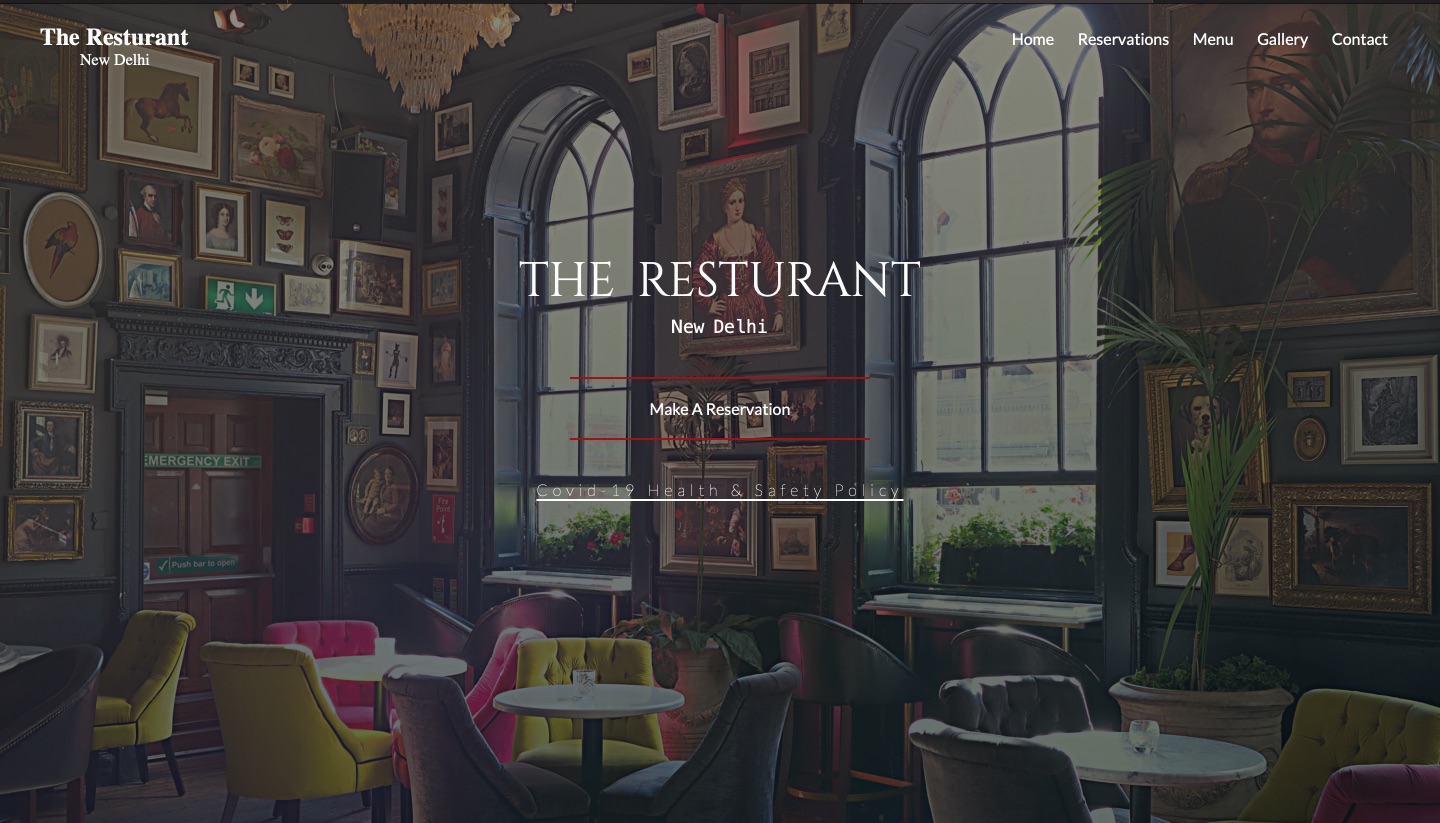 The Resturant
New Delhi
Home Reservations Menu Gallery Contact
THE RESTURANT
New Delhi
Make A Reservation
EMERGENCY EXIT
Covid-19 Health & Safety Policy
Fire
Point
Push bar to open